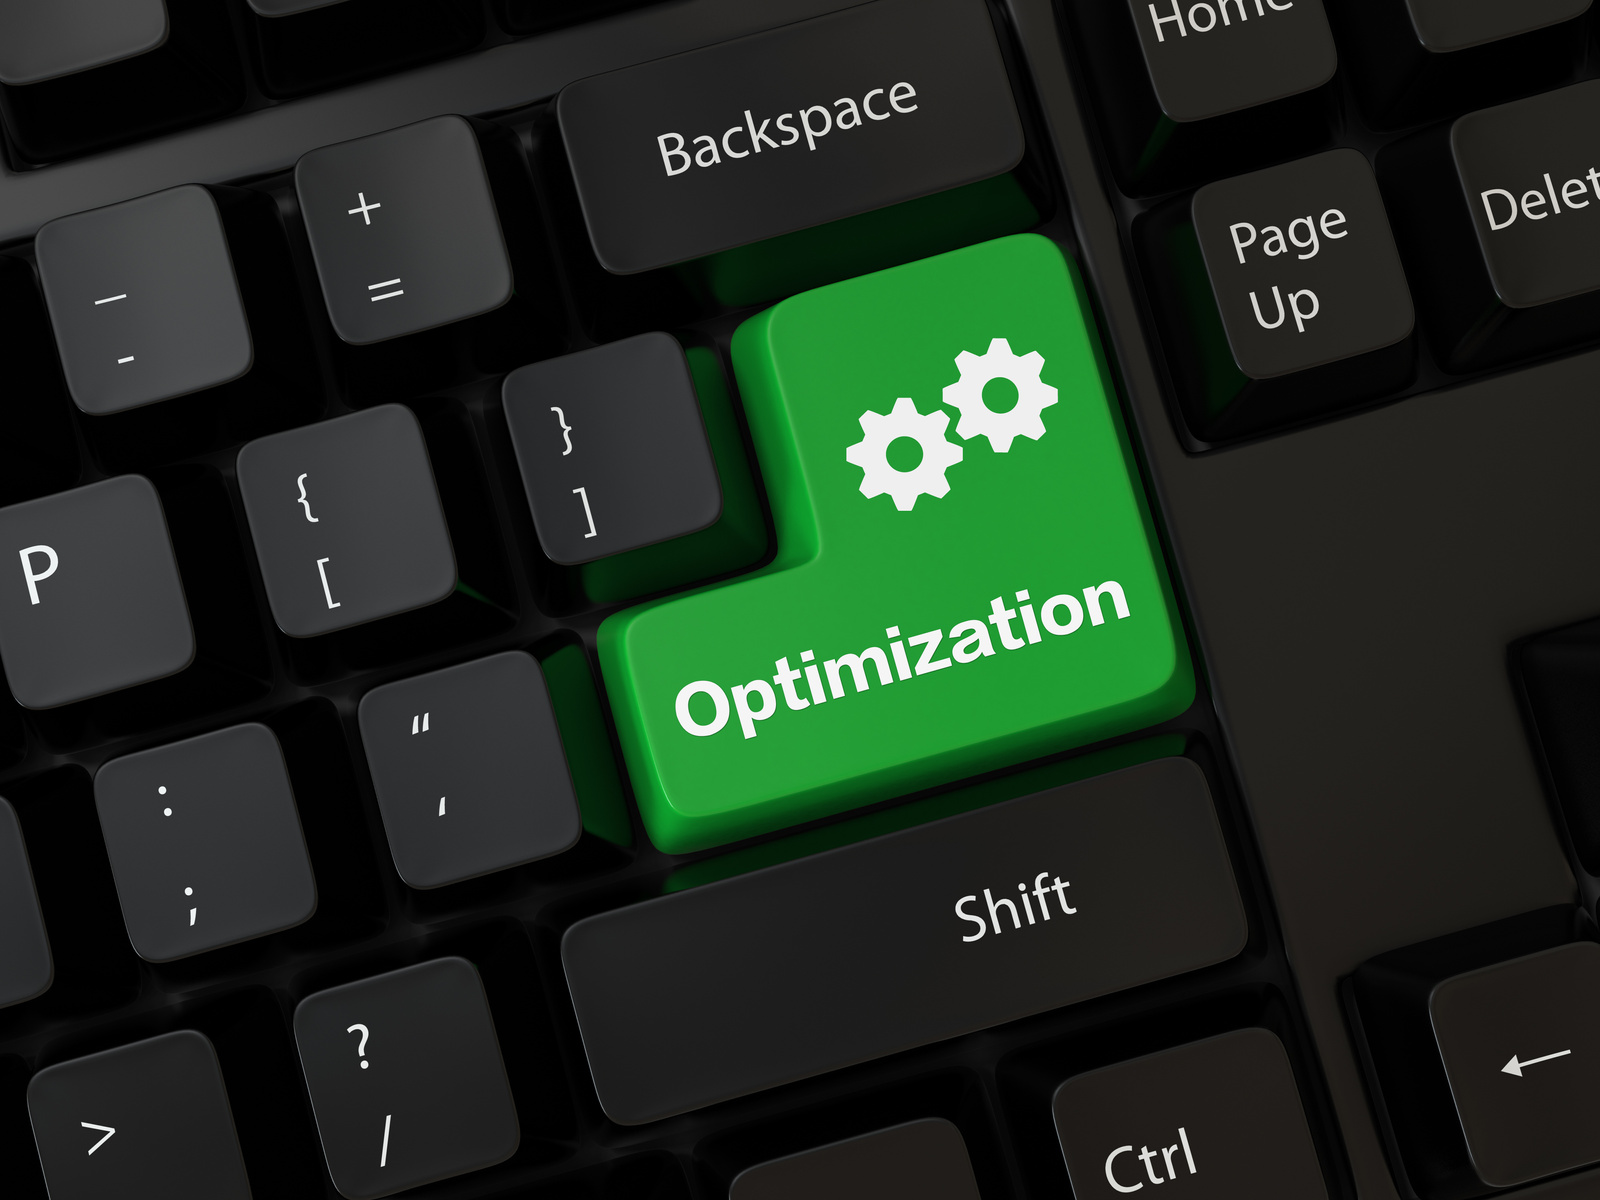 Home
Backspace
Delet
Page
Up
+
=
—
-
}
]
{
[
P
Optimization
“
‘
:
;
Shift
?
/
>
Ctrl
←